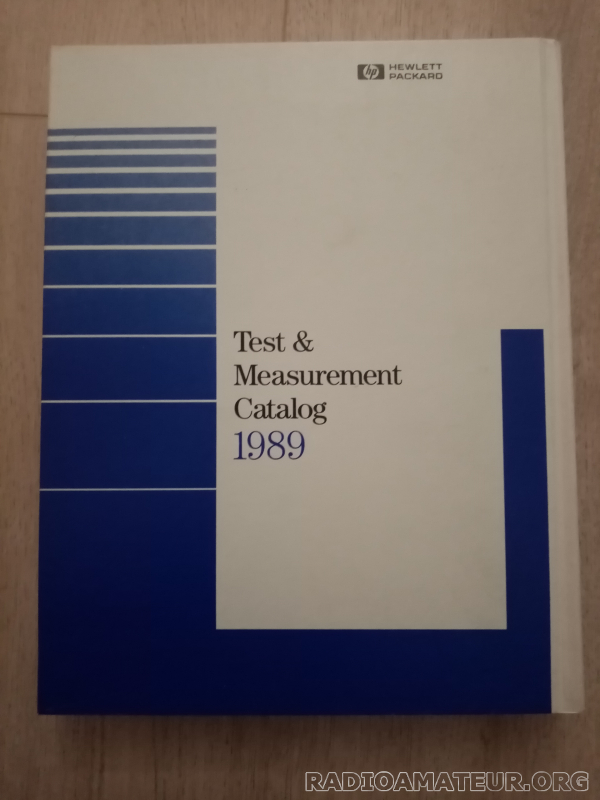 hp HEWLETT
PACKARD
Test &
Measurement
Catalog
1989
RADIOAMATEUR.ORG